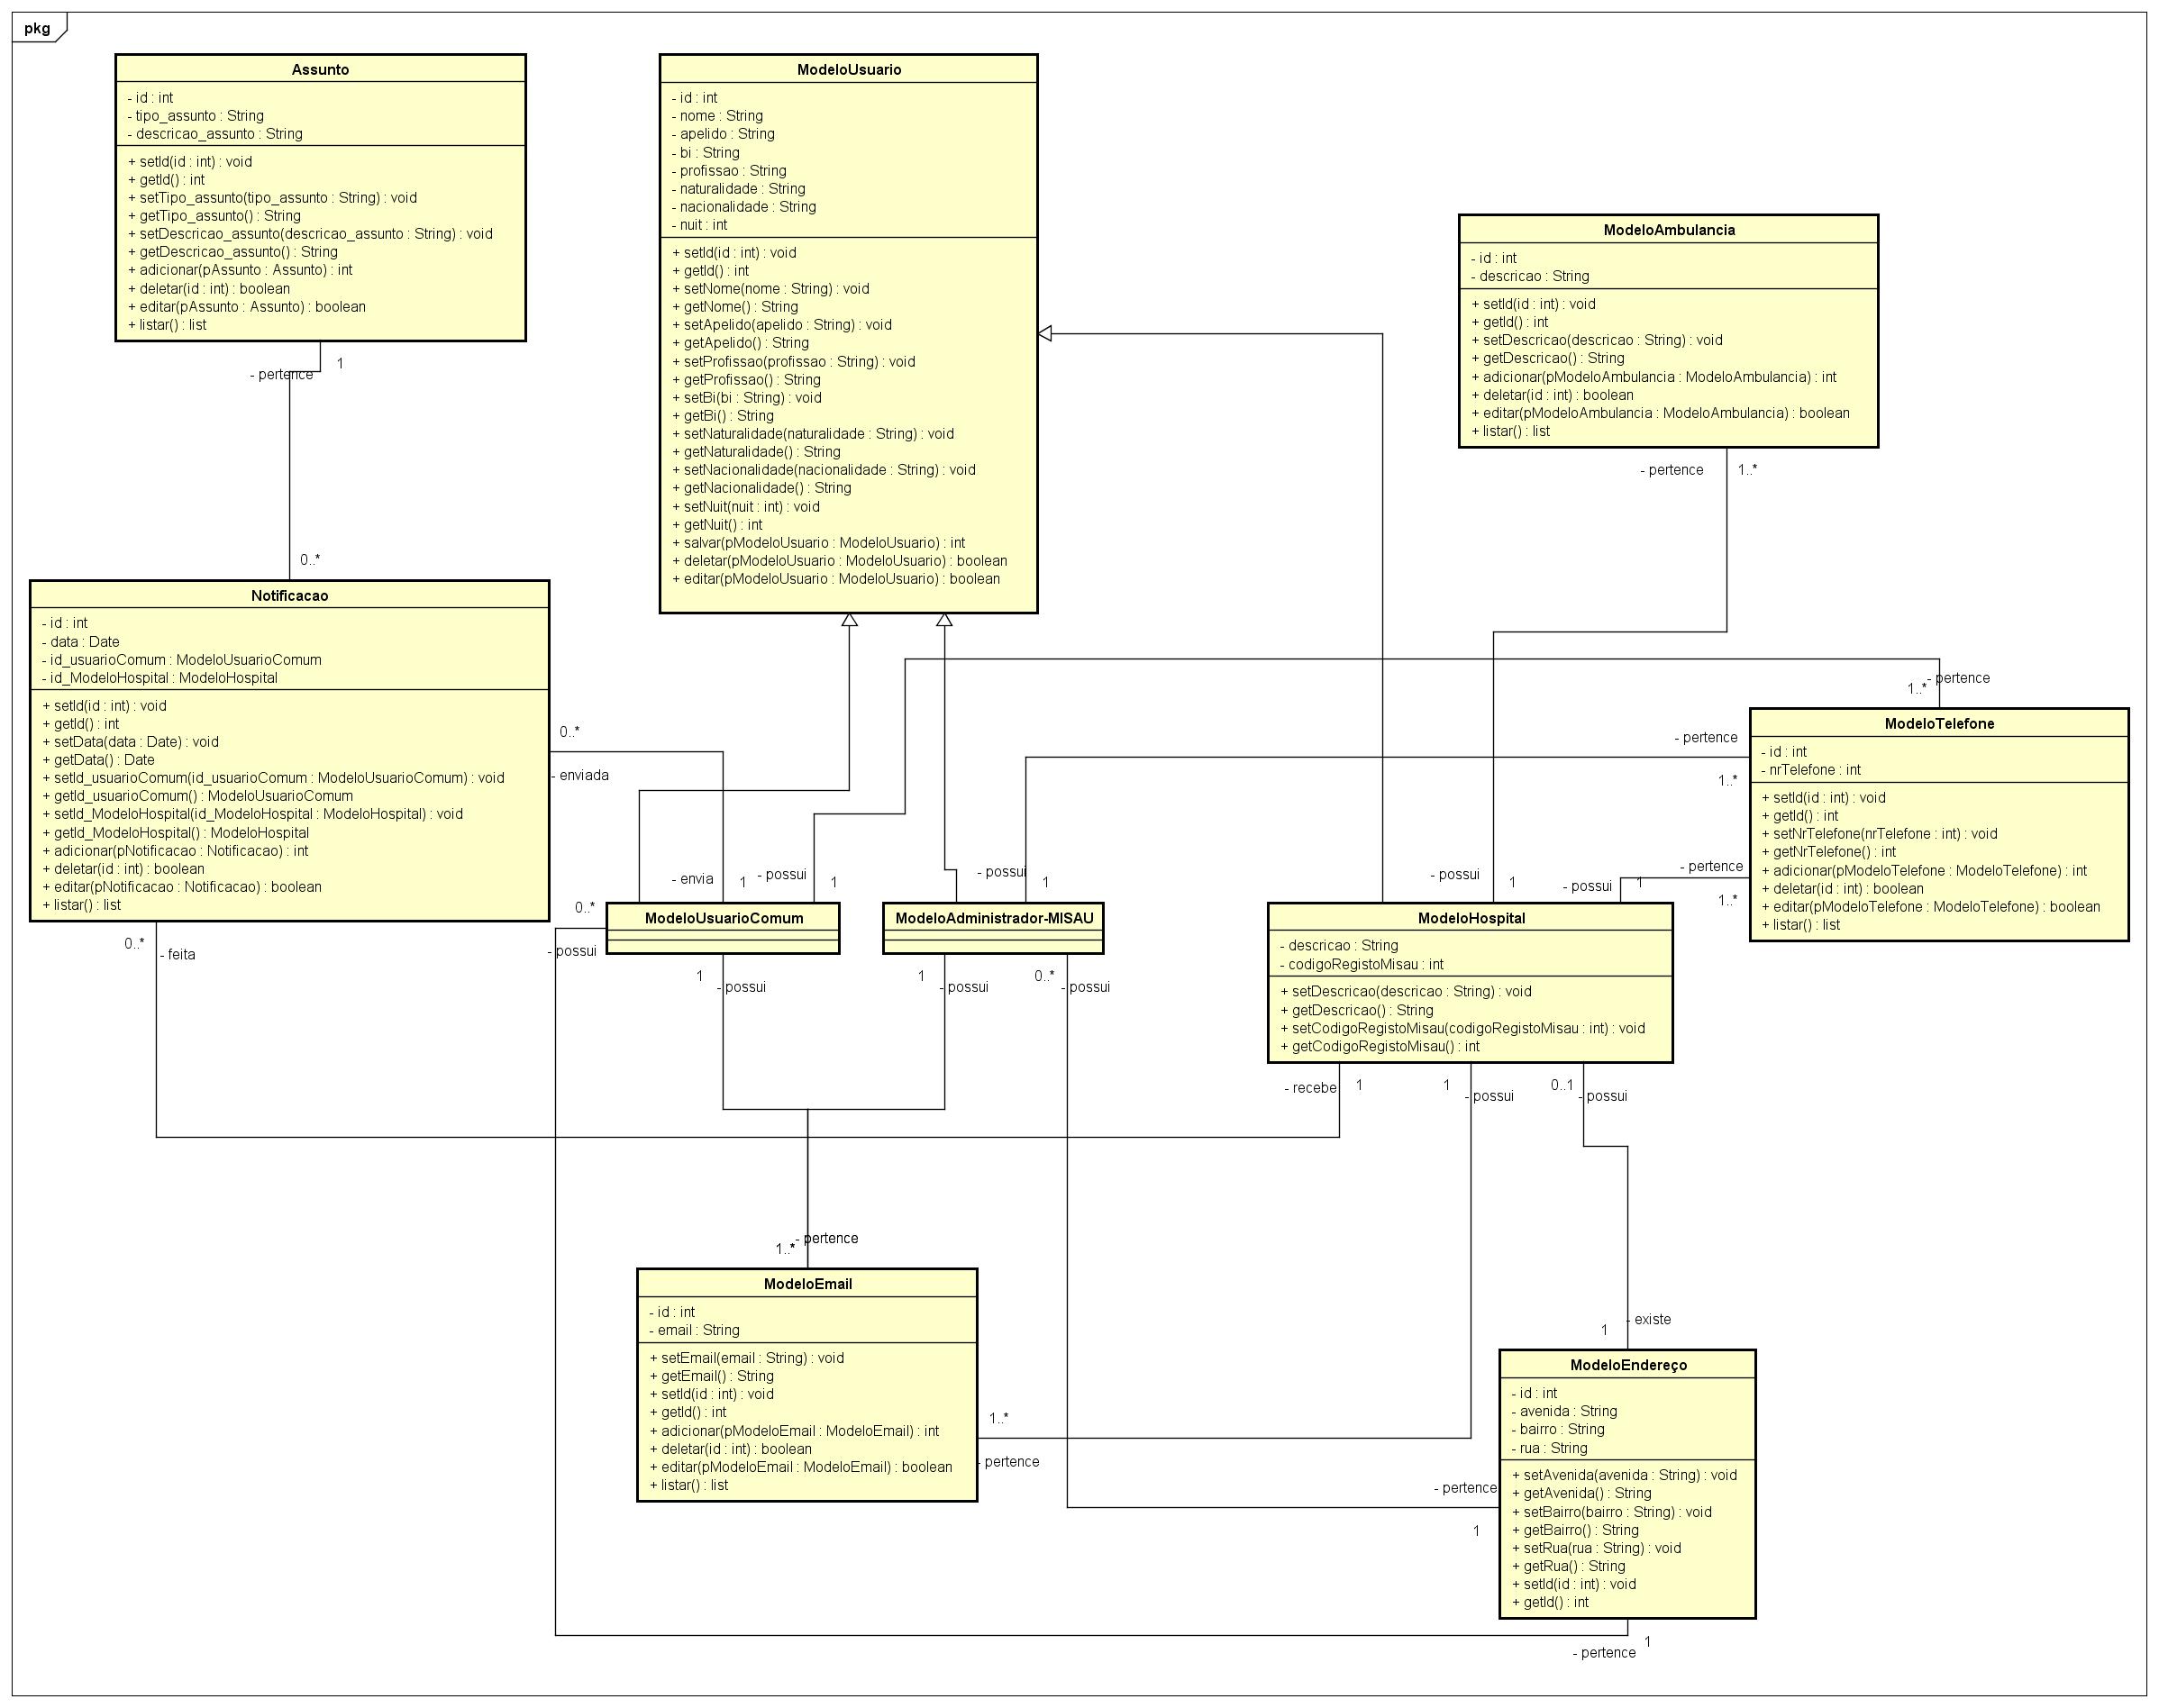 pkg
Assunto
- id : int
- tipo_assunto : String
- descricao_assunto : String
+ setId(id : int) : void
+ getId() : int
+ setTipo_assunto(tipo_assunto : String) : void
+ getTipo_assunto() : String
+ setDescricao_assunto(descricao_assunto : String) : void
+ getDescricao_assunto() : String
+ adicionar(pAssunto : Assunto) : int
+ deletar(id : int) : boolean
+ editar(pAssunto : Assunto) : boolean
+ listar() : list
- pertence
1
0..*
ModeloUsuario
- id : int
- nome : String
- apelido : String
- bi : String
- profissao : String
- naturalidade : String
- nacionalidade : String
- nuit : int
+ setId(id : int) : void
+ getId() : int
+ setNome(nome : String) : void
+ getNome() : String
+ setApelido(apelido : String) : void
+ getApelido() : String
+ setProfissao(profissao : String) : void
+ getProfissao() : String
+ setBi(bi : String) : void
+ getBi() : String
+ setNaturalidade(naturalidade : String) : void
+ getNaturalidade() : String
+ setNacionalidade(nacionalidade : String) : void
+ getNacionalidade() : String
+ setNuit(nuit : int) : void
+ getNuit() : int
+ salvar(pModeloUsuario : ModeloUsuario) : int
+ deletar(pModeloUsuario : ModeloUsuario) : boolean
+ editar(pModeloUsuario : ModeloUsuario) : boolean
ModeloAmbulancia
- id : int
- descricao : String
+ setId(id : int) : void
+ getId() : int
+ setDescricao(descricao : String) : void
+ getDescricao() : String
+ adicionar(pModeloAmbulancia : ModeloAmbulancia) : int
+ deletar(id : int) : boolean
+ editar(pModeloAmbulancia : ModeloAmbulancia) : boolean
+ listar() : list
- pertence
1..*
Notificacao
- id : int
- data : Date
- id_usuarioComum : ModeloUsuarioComum
- id_ModeloHospital : ModeloHospital
+ setId(id : int) : void
+ getId() : int
+ setData(data : Date) : void
+ getData() : Date
+ setId_usuarioComum(id_usuarioComum : ModeloUsuarioComum) : void
+ getId_usuarioComum() : ModeloUsuarioComum
+ setId_ModeloHospital(id_ModeloHospital : ModeloHospital) : void
+ getId_ModeloHospital() : ModeloHospital
+ adicionar(pNotificacao : Notificacao) : int
+ deletar(id : int) : boolean
+ editar(pNotificacao : Notificacao) : boolean
+ listar() : list
0..*
- enviada
0..*
- feita
- pertence
1..*
ModeloTelefone
- id : int
- nrTelefone : int
+ setId(id : int) : void
+ getId() : int
+ setNrTelefone(nrTelefone : int) : void
+ getNrTelefone() : int
+ adicionar(pModeloTelefone : ModeloTelefone) : int
+ deletar(id : int) : boolean
+ editar(pModeloTelefone : ModeloTelefone) : boolean
+ listar() : list
- pertence
1..*
- pertence
1..*
- envia
1
- possui
1
0..*
- possui
ModeloUsuarioComum
1
- possui
- possui
1
ModeloAdministrador-MISAU
1
- possui
0..*
- possui
- possui
1
- possui
1
ModeloHospital
- descricao : String
- codigoRegistoMisau : int
+ setDescricao(descricao : String) : void
+ getDescricao() : String
+ setCodigoRegistoMisau(codigoRegistoMisau : int) : void
+ getCodigoRegistoMisau() : int
- recebe
1
1
- possui
0..1
- possui
- pertence
1..*
ModeloEmail
- id : int
- email : String
+ setEmail(email : String) : void
+ getEmail() : String
+ setId(id : int) : void
+ getId() : int
+ adicionar(pModeloEmail : ModeloEmail) : int
+ deletar(id : int) : boolean
+ editar(pModeloEmail : ModeloEmail) : boolean
+ listar() : list
1..*
- pertence
- existe
1
ModeloEndereço
- id : int
- avenida : String
- bairro : String
- rua : String
+ setAvenida(avenida : String) : void
+ getAvenida() : String
+ setBairro(bairro : String) : void
+ getBairro() : String
+ setRua(rua : String) : void
+ getRua() : String
+ setId(id : int) : void
+ getId() : int
- pertence
1
1
- pertence